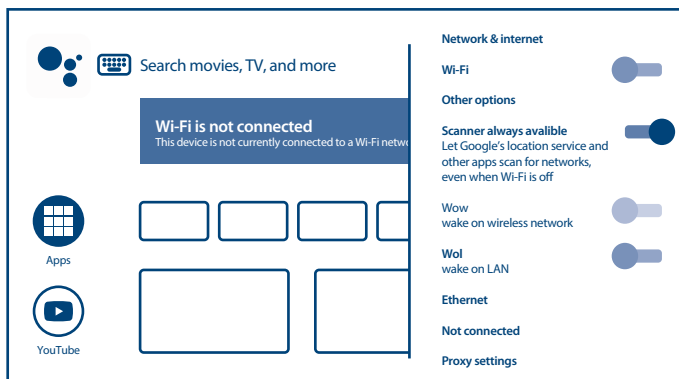 Search movies, TV, and more
Wi-Fi is not connected
This device is not currently connected to a Wi-Fi netwo
Apps
YouTube
Network & internet
Wi-Fi
Other options
Scanner always avalible
Let Google's location service and
other apps scan for networks,
even when Wi-Fi is off
Wow
wake on wireless network
Wol
wake on LAN
Ethernet
Not connected
Proxy settings